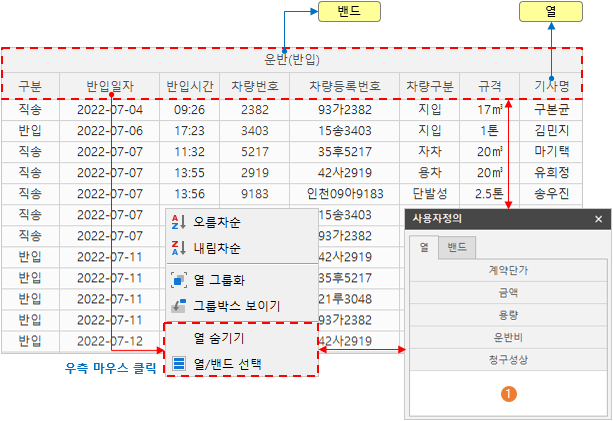 밴드 열
운반(반입)
구분 반입일자 반입시간 차량번호 차량등록번호 차량구분 규격 기사명
직송 2022-07-04 09:26 2382 93가2382 지입 17㎥ 구본균
반입 2022-07-06 17:23 3403 15송3403 지입 1톤 김민지
직송 2022-07-07 11:32 5217 35후5217 자차 20㎥ 마기택
직송 2022-07-07 13:55 2919 42사2919 용차 20㎥ 유희정
직송 2022-07-07 13:56 9183 인천09아9183 단발성 2.5톤 송우진
직송 2022-07-07 15송3403
직송 2022-07-07 93가2382
반입 2022-07-11 42사2919
반입 2022-07-11 35후5217
반입 2022-07-11 21루3048
반입 2022-07-11 93가2382
반입 2022-07-12 42사2919
오름차순
내림차순
열 그룹화
그룹박스 보이기
열 숨기기
열/밴드 선택
우측 마우스 클릭
사용자정의 ×
열 밴드
계약단가
금액
용량
운반비
청구성상
1